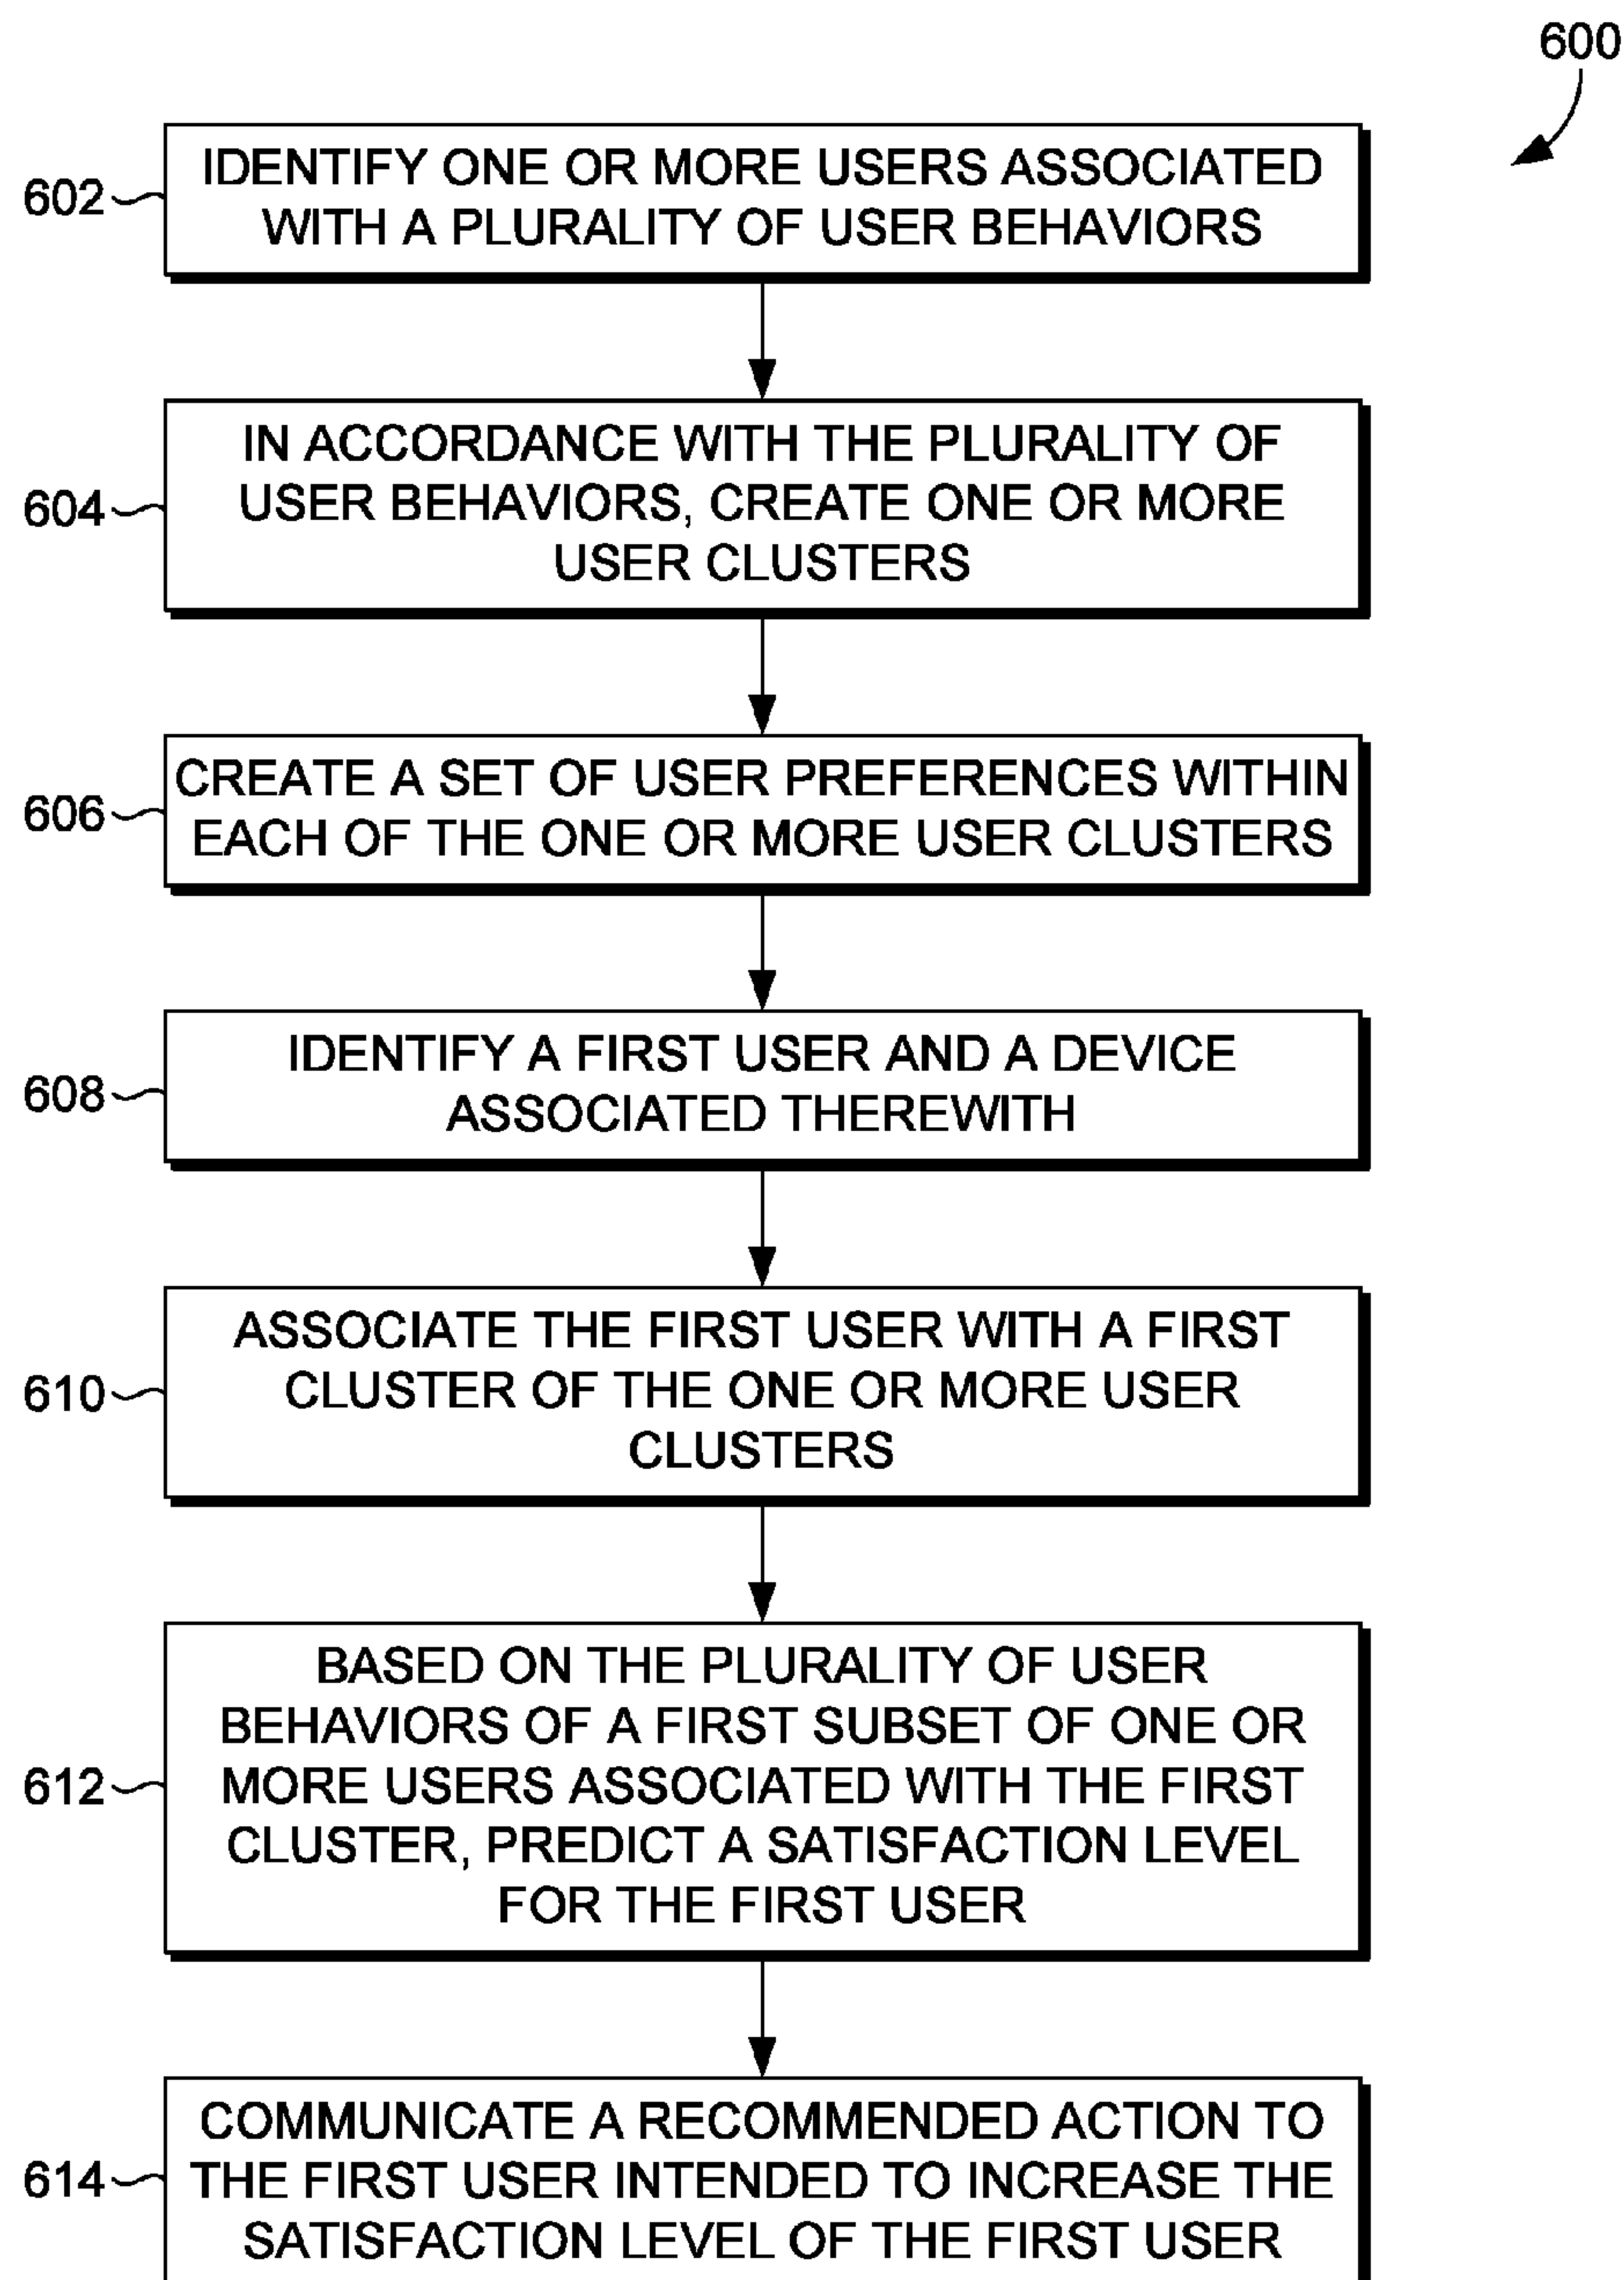 600
602
IDENTIFY ONE OR MORE USERS ASSOCIATED
WITH A PLURALITY OF USER BEHAVIORS
604
IN ACCORDANCE WITH THE PLURALITY OF
USER BEHAVIORS, CREATE ONE OR MORE
USER CLUSTERS
606
CREATE A SET OF USER PREFERENCES WITHIN
EACH OF THE ONE OR MORE USER CLUSTERS
608
IDENTIFY A FIRST USER AND A DEVICE
ASSOCIATED THEREWITH
610
ASSOCIATE THE FIRST USER WITH A FIRST
CLUSTER OF THE ONE OR MORE USER
CLUSTERS
612
BASED ON THE PLURALITY OF USER
BEHAVIORS OF A FIRST SUBSET OF ONE OR
MORE USERS ASSOCIATED WITH THE FIRST
CLUSTER, PREDICT A SATISFACTION LEVEL
FOR THE FIRST USER
614
COMMUNICATE A RECOMMENDED ACTION TO
THE FIRST USER INTENDED TO INCREASE THE
SATISFACTION LEVEL OF THE FIRST USER